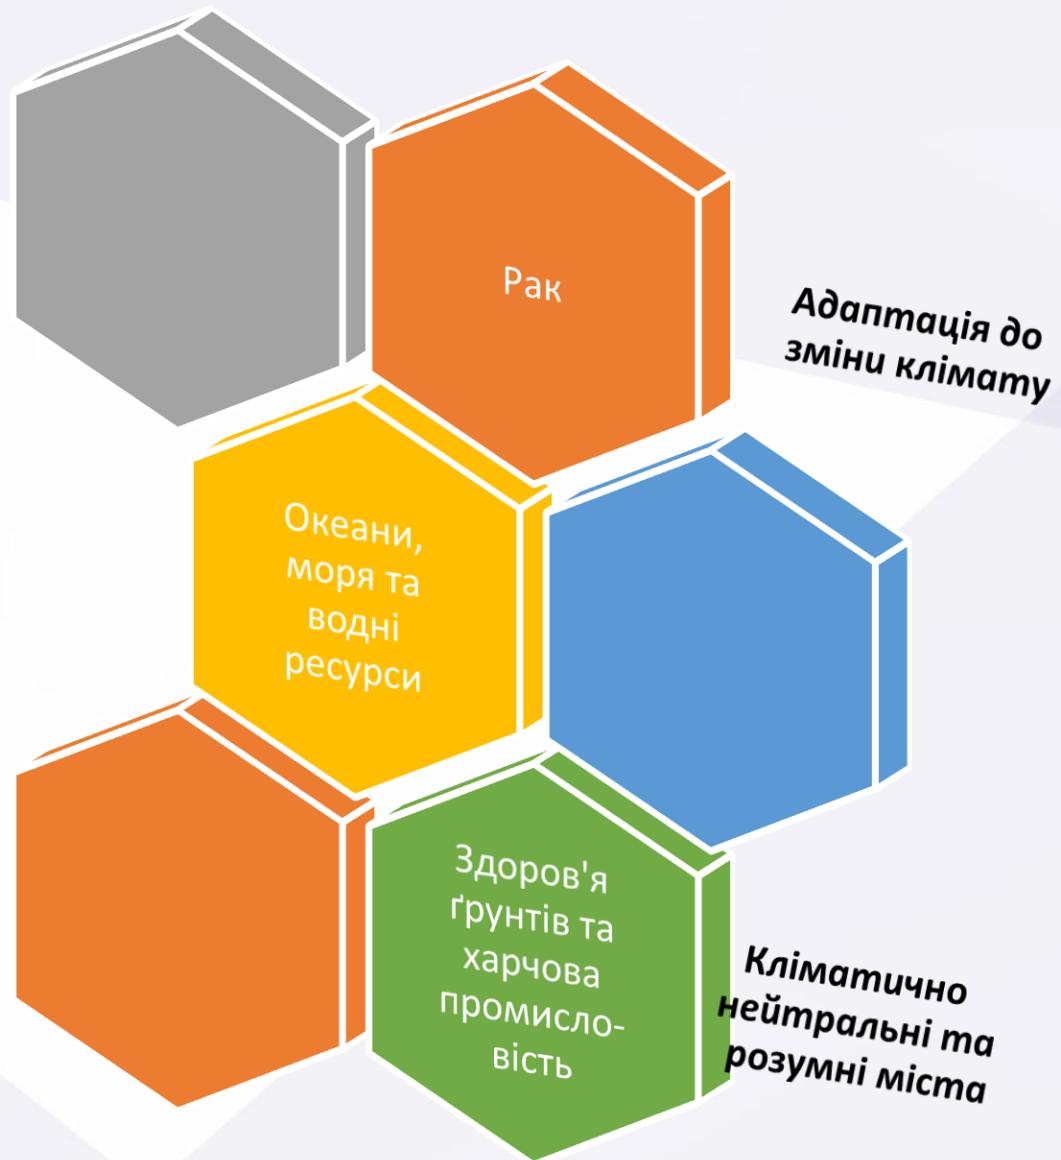 Рак
Адаптація до
зміни клімату
Океани,
моря та
водні
ресурси
Здоров'я
ґрунтів та
харчова
промисло-
вість
Кліматично
нейтральні та
розумні міста